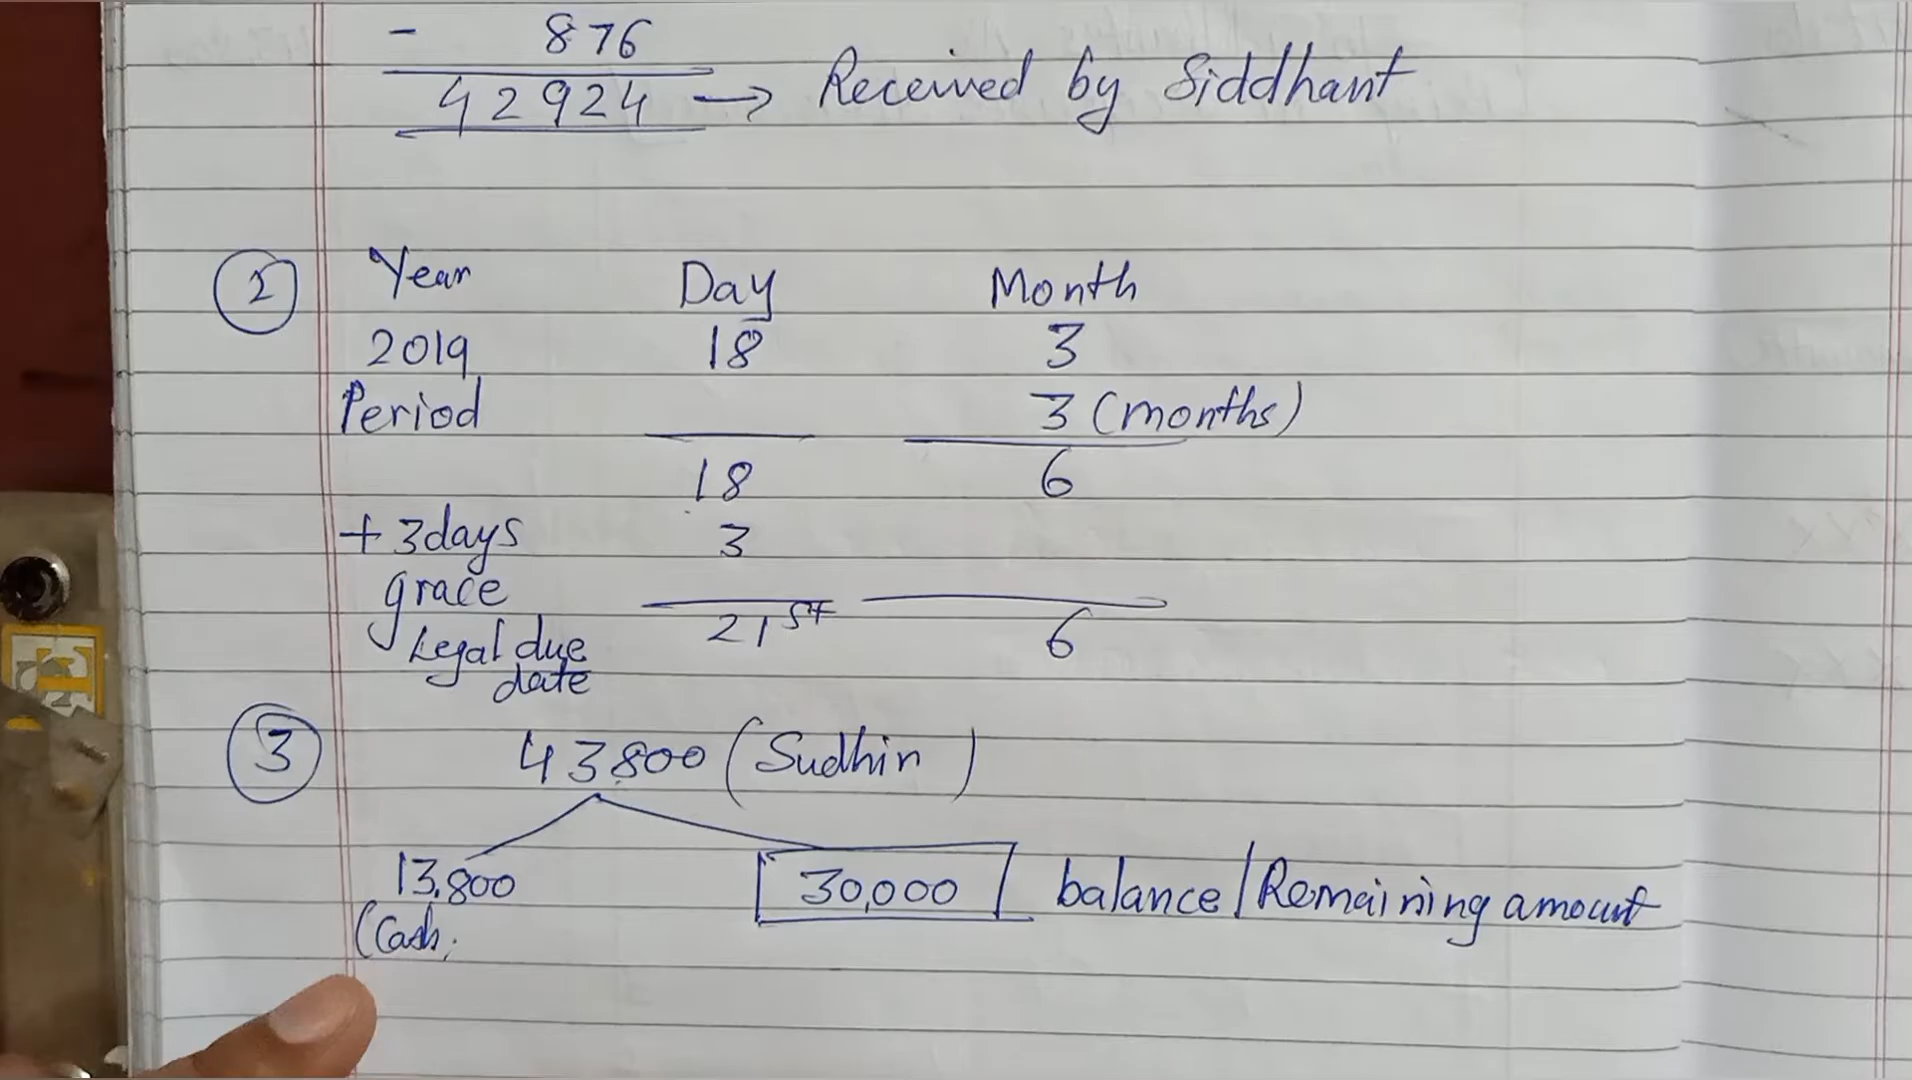 - 876
42924 → Received by Siddhant
2 Year Day Month
2019 18 3
Period 3 (months)
18 6
+ 3days 3
grace
Legal due 21st 6
date
3 43800 (Sudhin)
13,800 30,000 balance/Remaining amount
(Cash.